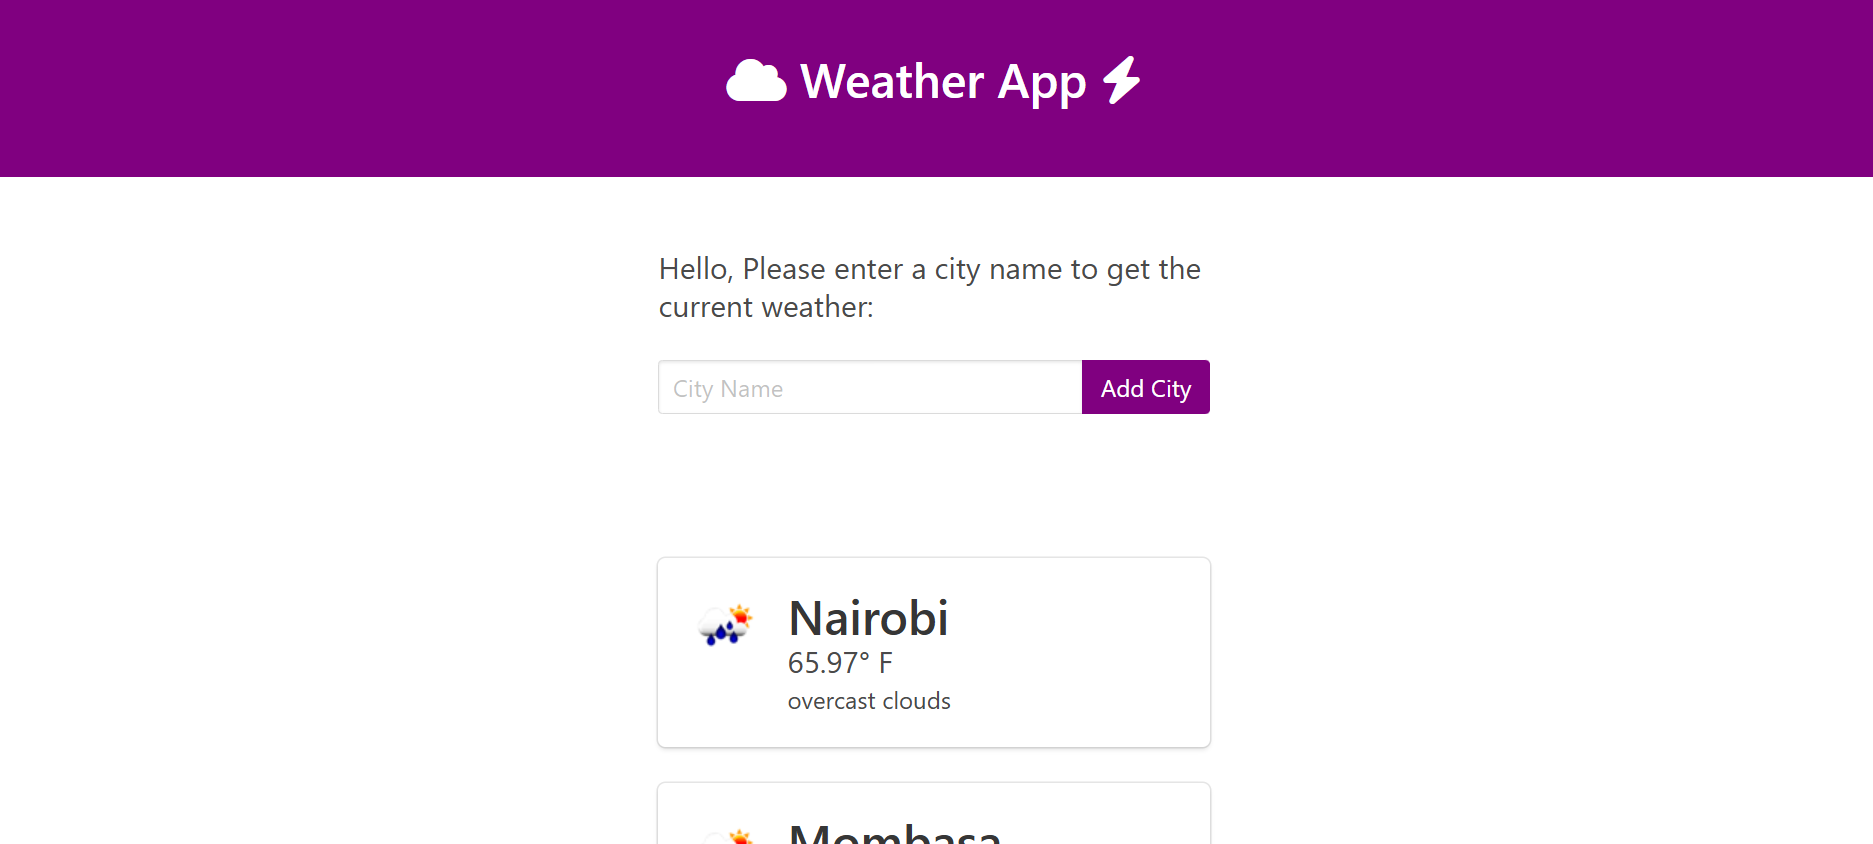 Weather App
Hello, Please enter a city name to get the
current weather:
City Name
Add City
Nairobi
65.97° F
overcast clouds
Mombasa